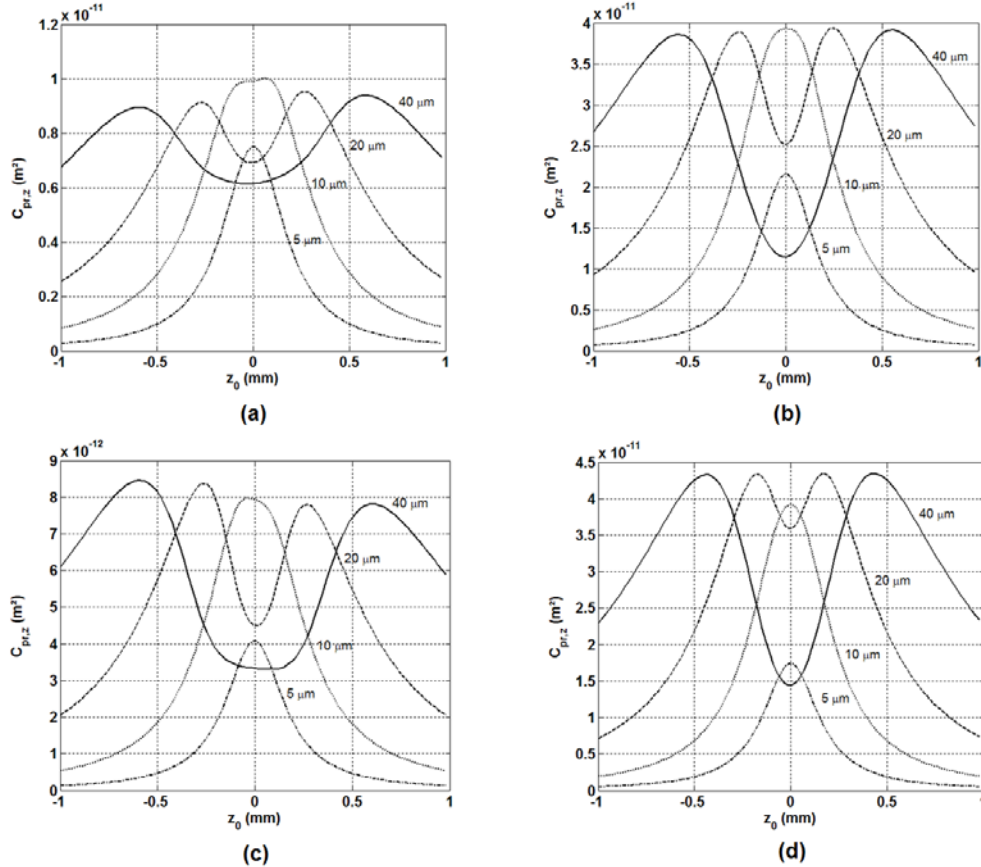 x 10⁻¹¹
1.2
1
0.8
0.6
0.4
0.2
0
C_pr,z (m²)
40 µm
20 µm
10 µm
5 µm
-1 -0.5 0 0.5 1
z_0 (mm)
(a)
x 10⁻¹¹
4
3.5
3
2.5
2
1.5
1
0.5
0
C_pr,z (m²)
40 µm
20 µm
10 µm
5 µm
-1 -0.5 0 0.5 1
z_0 (mm)
(b)
x 10⁻¹²
9
8
7
6
5
4
3
2
1
0
C_pr,z (m²)
40 µm
20 µm
10 µm
5 µm
-1 -0.5 0 0.5 1
z_0 (mm)
(c)
x 10⁻¹¹
4.5
4
3.5
3
2.5
2
1.5
1
0.5
0
C_pr,z (m²)
40 µm
20 µm
10 µm
5 µm
-1 -0.5 0 0.5 1
z_0 (mm)
(d)